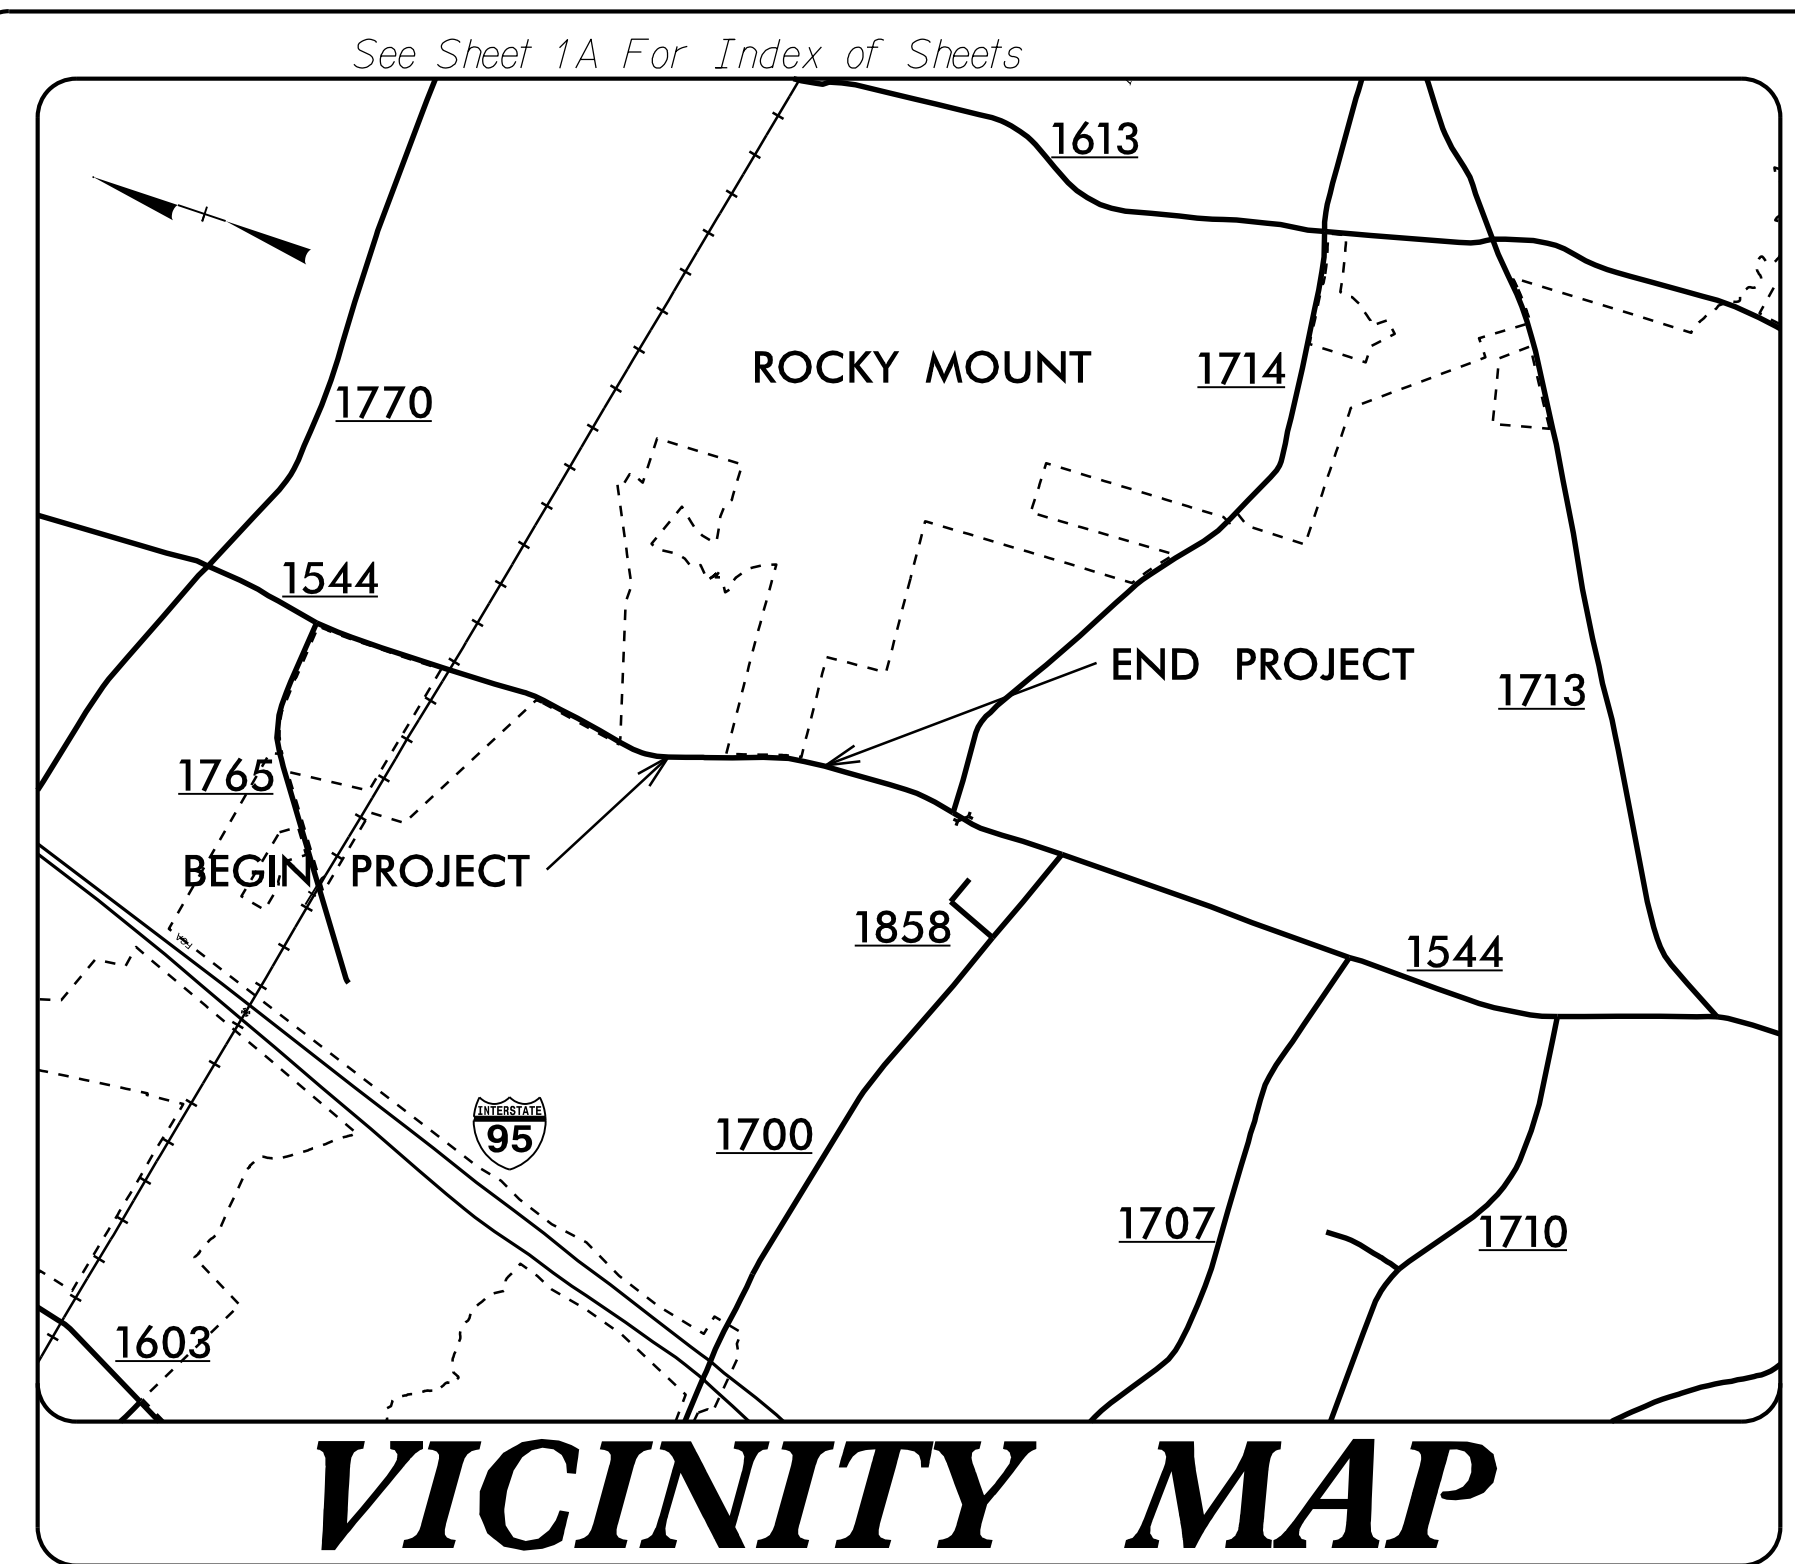 See Sheet 1A For Index of Sheets
1613
ROCKY MOUNT
1714
1770
1544
END PROJECT
1713
1765
BEGIN PROJECT
1858
1544
INTERSTATE
95
1700
1707
1710
1603
VICINITY MAP